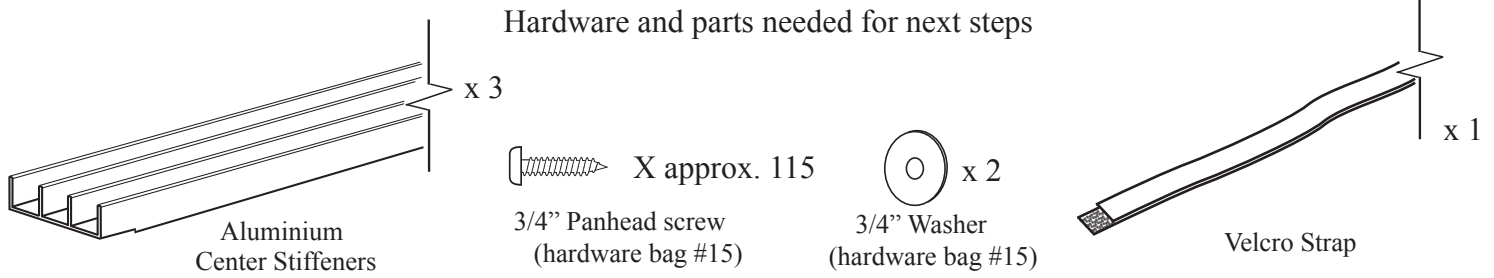 Hardware and parts needed for next steps
x 3
X approx. 115
x 2
x 1
Aluminium
Center Stiffeners
3/4” Panhead screw
(hardware bag #15)
3/4” Washer
(hardware bag #15)
Velcro Strap